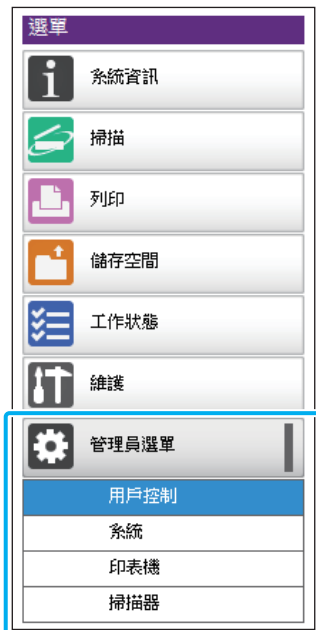 選單
系統資訊
掃描
列印
儲存空間
工作狀態
維護
管理員選單
用戶控制
系統
印表機
掃描器